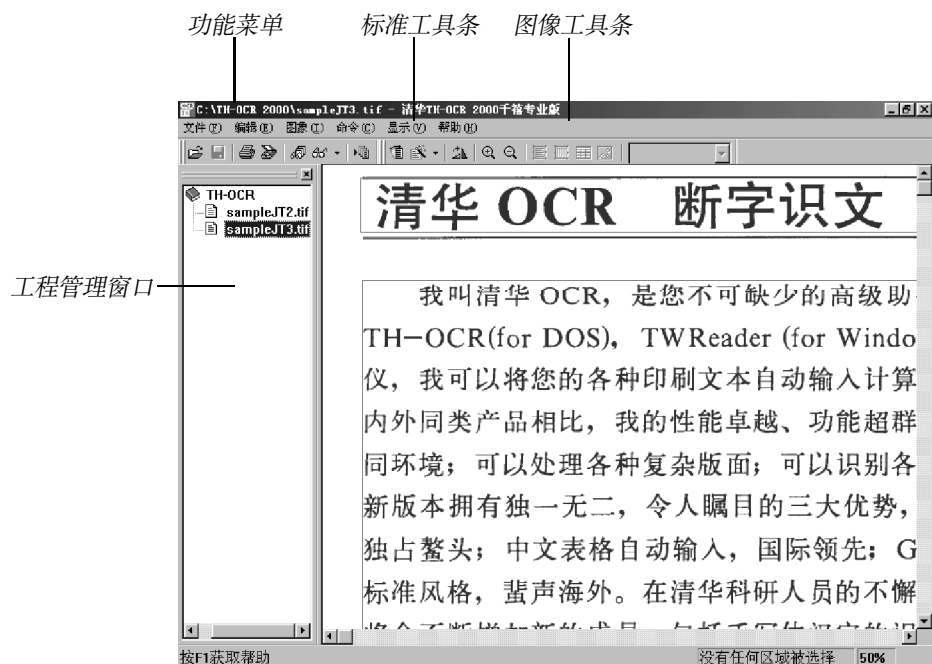 功能菜单 标准工具条 图像工具条
C:\TH-OCR 2000\sampleJT3.tif - 清华TH-OCR 2000千禧专业版
文件(F) 编辑(E) 图象(I) 命令(C) 显示(V) 帮助(H)
TH-OCR
sampleJT2.tif
sampleJT3.tif
工程管理窗口
清华 OCR 断字识文
我叫清华 OCR，是您不可缺少的高级助
TH-OCR(for DOS)，TWReader (for Windo
仪，我可以将您的各种印刷文本自动输入计算
内外同类产品相比，我的性能卓越、功能超群
同环境；可以处理各种复杂版面；可以识别各
新版本拥有独一无二，令人瞩目的三大优势，
独占鳌头；中文表格自动输入，国际领先；G
标准风格，蜚声海外。在清华科研人员的不懈
按F1获取帮助 没有任何区域被选择 50%